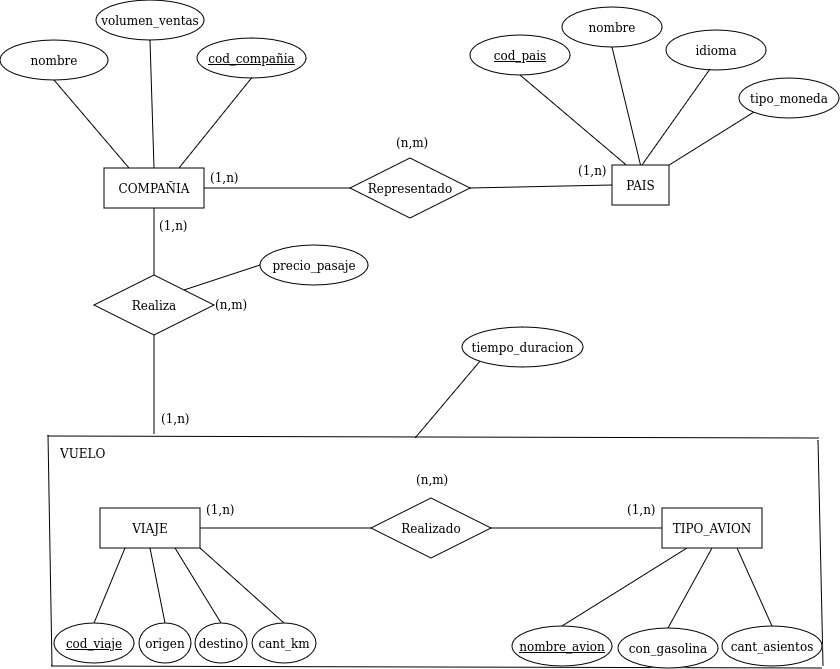 volumen_ventas
nombre
cod_compañia
cod_pais
nombre
idioma
tipo_moneda
(n,m)
COMPAÑIA
(1,n)
Representado
(1,n)
PAIS
(1,n)
precio_pasaje
Realiza
(n,m)
tiempo_duracion
(1,n)
VUELO
(n,m)
(1,n)
(1,n)
VIAJE
Realizado
TIPO_AVION
cod_viaje
origen
destino
cant_km
nombre_avion
con_gasolina
cant_asientos